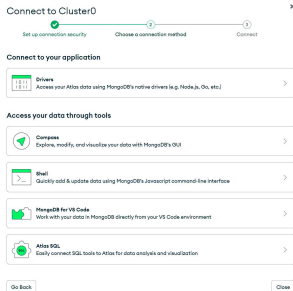 Connect to Cluster0
2
3
Set up connection security
Choose a connection method
Connect
Connect to your application
Drivers
Access your Atlas data using MongoDB's native drivers (e.g. Node.js, Go, etc.)
Access your data through tools
Compass
Explore, modify, and visualize your data with MongoDB's GUI
Shell
Quickly add & update data using MongoDB's Javascript command-line interface
MongoDB for VS Code
Work with your data in MongoDB directly from your VS Code environment
Atlas SQL
Easily connect SQL tools to Atlas for data analysis and visualization
Go Back
Close